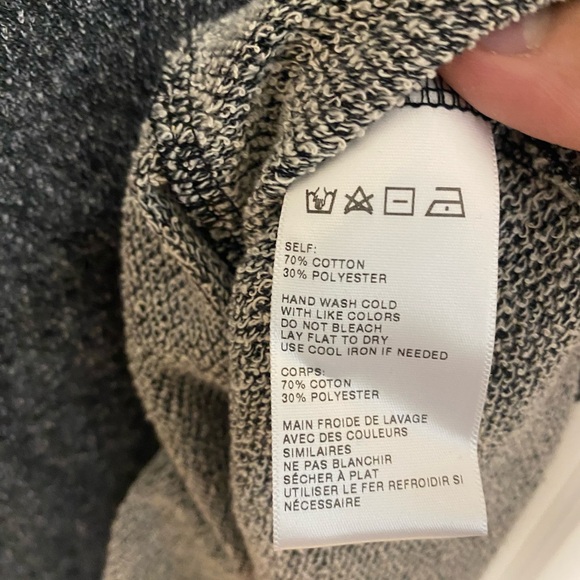 SELF:
70% COTTON
30% POLYESTER
HAND WASH COLD
WITH LIKE COLORS
DO NOT BLEACH
LAY FLAT TO DRY
USE COOL IRON IF NEEDED
CORPS:
70% COTON
30% POLYESTER
MAIN FROIDE DE LAVAGE
AVEC DES COULEURS
SIMILAIRES
NE PAS BLANCHIR
SÉCHER À PLAT
UTILISER LE FER REFROIDIR SI
NÉCESSAIRE